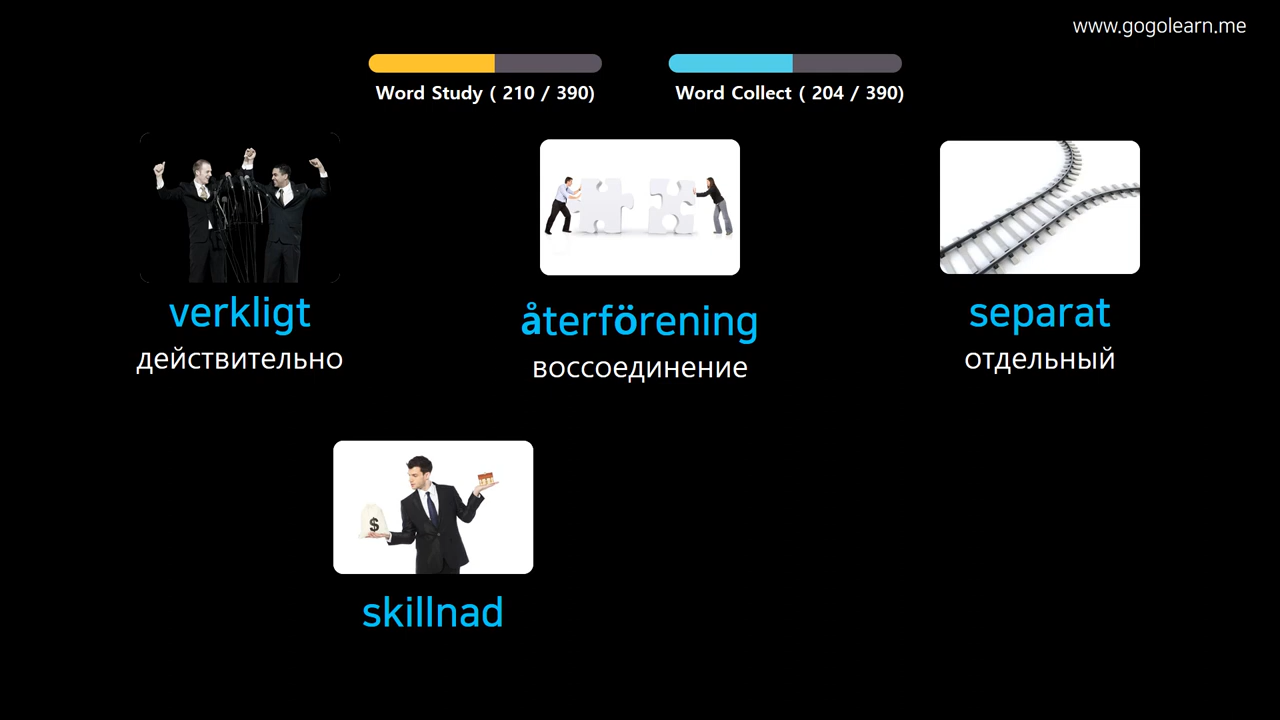 www.gogolearn.me
Word Study ( 210 / 390)
Word Collect ( 204 / 390)
verkligt
действительно
återförening
воссоединение
separat
отдельный
$
skillnad